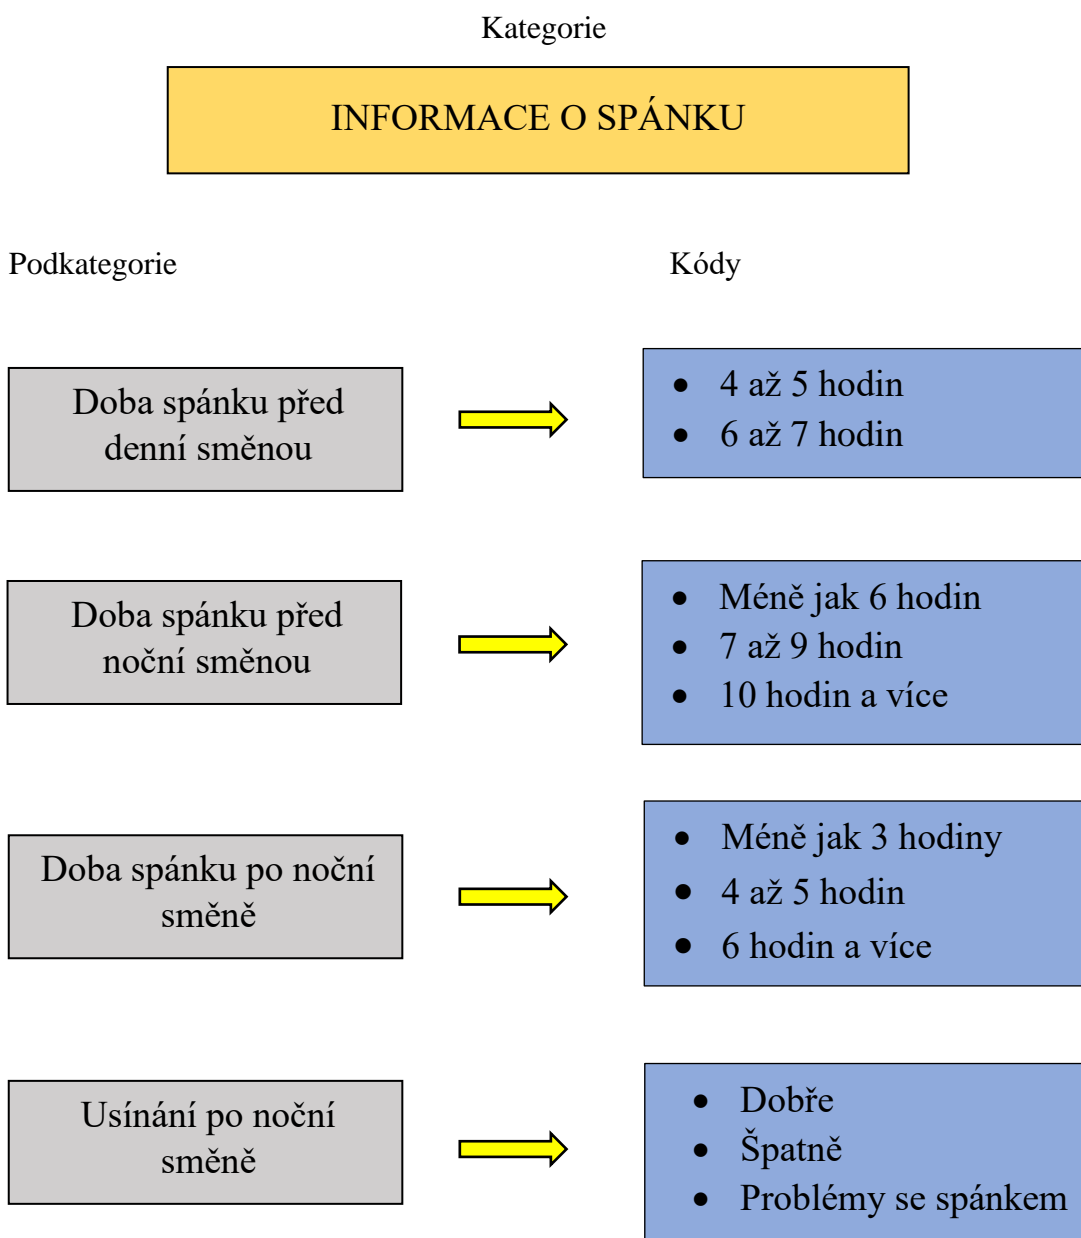 Kategorie
INFORMACE O SPÁNKU
Podkategorie
Kódy
Doba spánku před
denní směnou
• 4 až 5 hodin
• 6 až 7 hodin
Doba spánku před
noční směnou
• Méně jak 6 hodin
• 7 až 9 hodin
• 10 hodin a více
Doba spánku po noční
směně
• Méně jak 3 hodiny
• 4 až 5 hodin
• 6 hodin a více
Usínání po noční
směně
• Dobře
• Špatně
• Problémy se spánkem